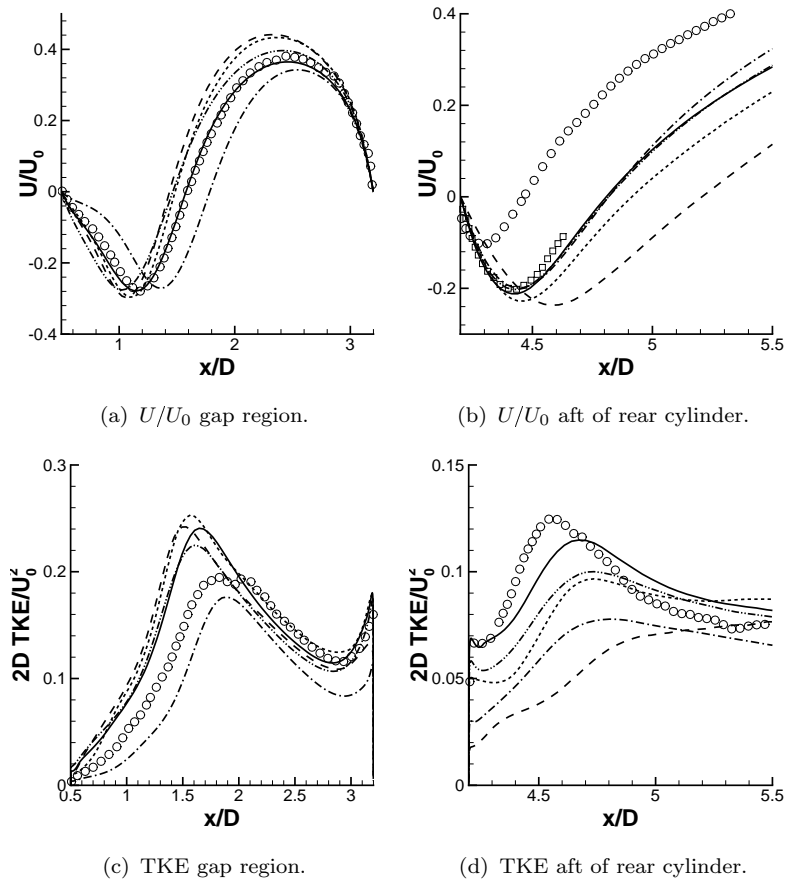 0.4
0.2
0
-0.2
-0.4
U/U0
1
2
3
x/D
(a) U/U0 gap region.
0.4
0.2
0
-0.2
U/U0
4.5
5
5.5
x/D
(b) U/U0 aft of rear cylinder.
0.3
0.2
0.1
0
2D TKE/U0²
0.5
1
1.5
2
2.5
3
x/D
(c) TKE gap region.
0.15
0.1
0.05
0
2D TKE/U0²
4.5
5
5.5
x/D
(d) TKE aft of rear cylinder.